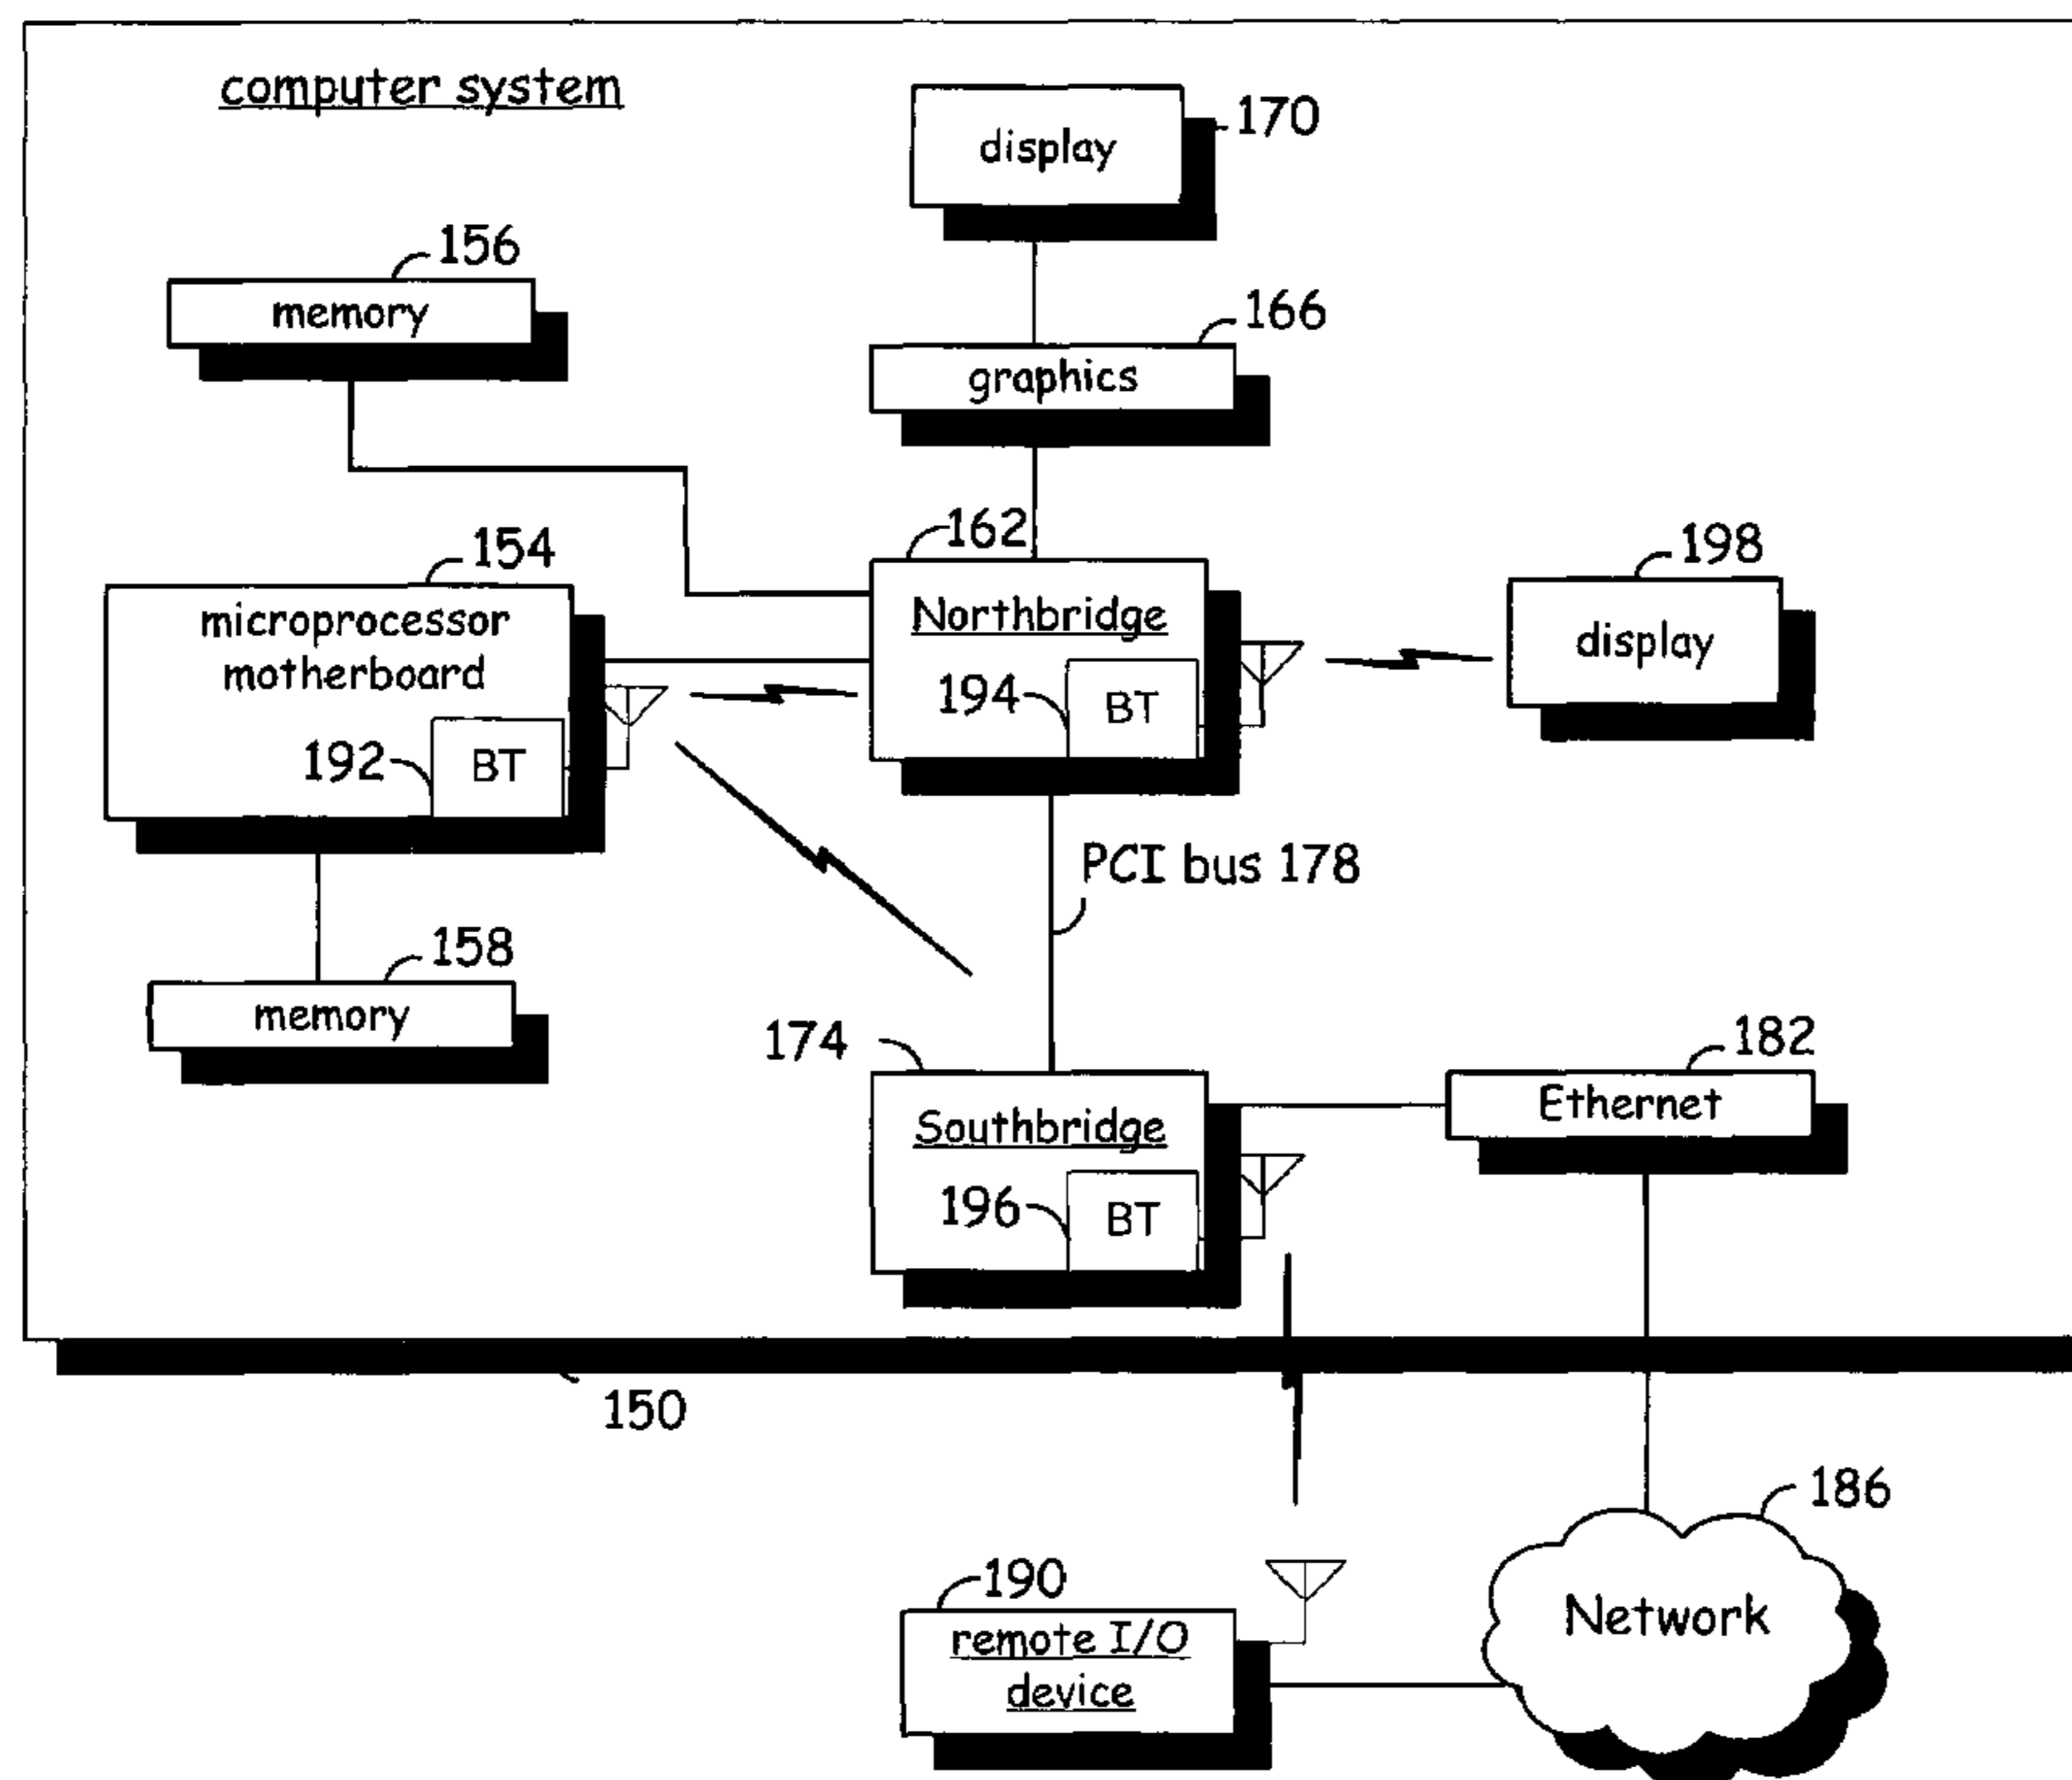 computer system
display
170
156
memory
166
graphics
162
154
198
microprocessor
motherboard
Northbridge
display
194
BT
192
BT
PCI bus 178
158
memory
174
182
Ethernet
Southbridge
196
BT
150
186
190
Network
remote I/O
device